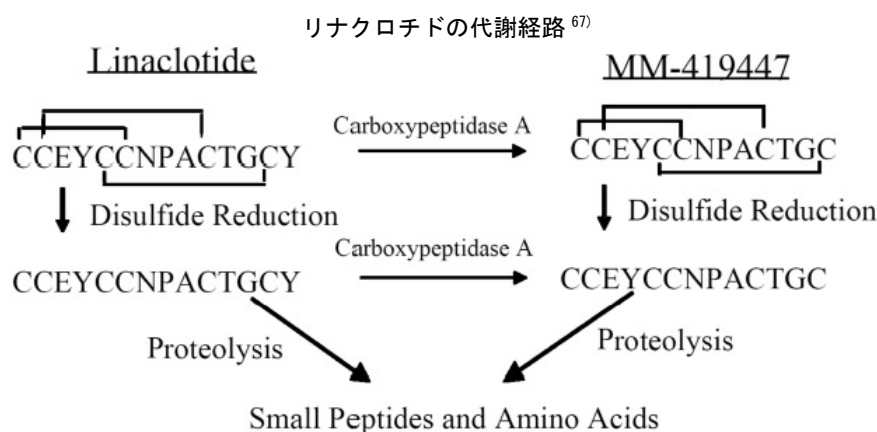 リナクロチドの代謝経路 67)
Linaclotide
MM-419447
Carboxypeptidase A
CCEYCCNPACTGCY
CCEYCCNPACTGC
Disulfide Reduction
Disulfide Reduction
Carboxypeptidase A
CCEYCCNPACTGCY
CCEYCCNPACTGC
Proteolysis
Proteolysis
Small Peptides and Amino Acids